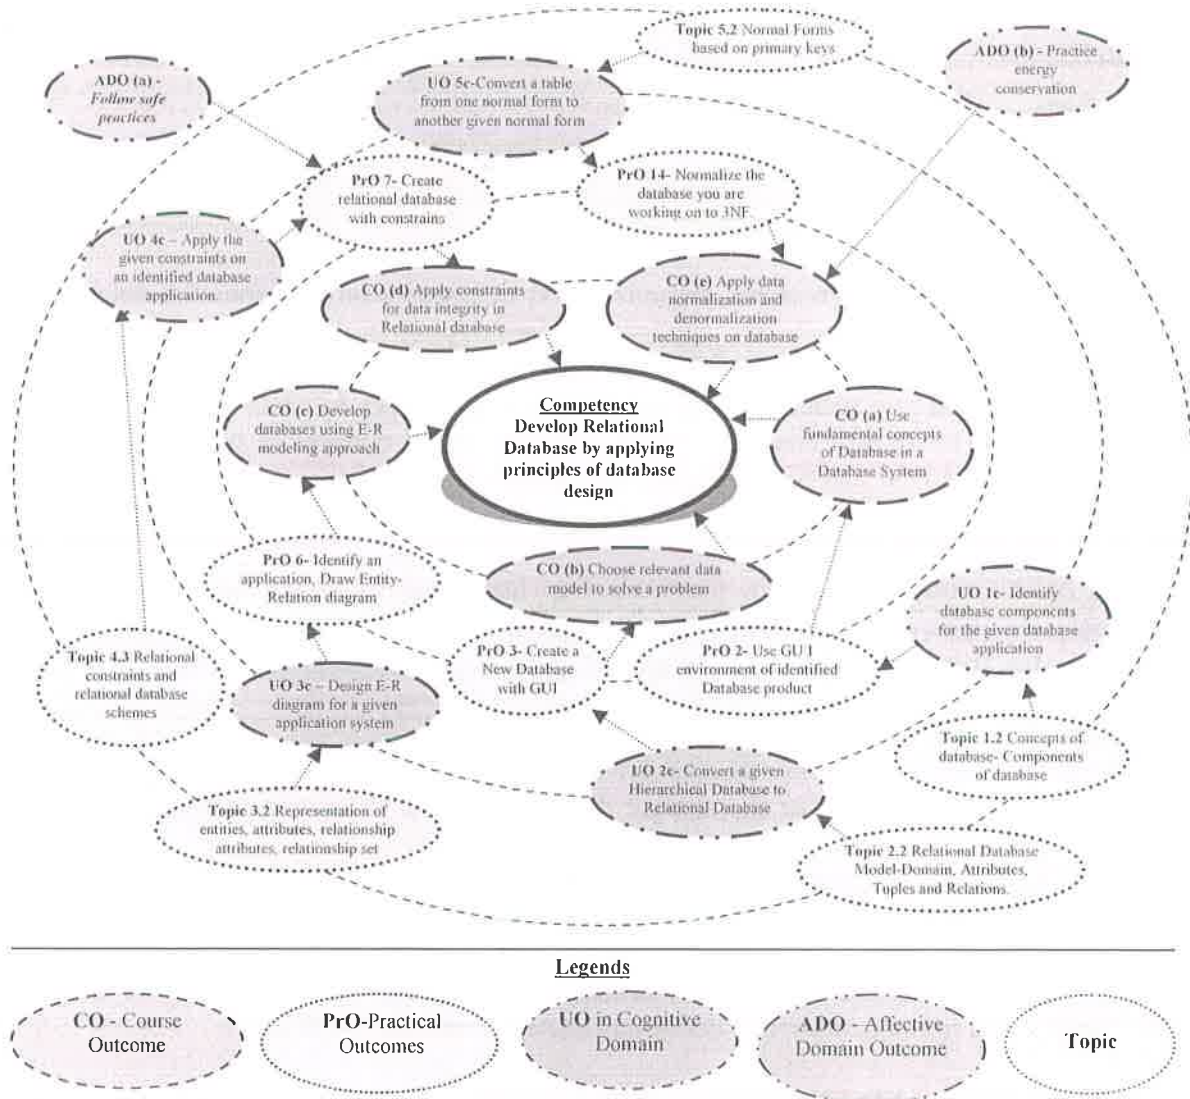 Topic 5.2 Normal Forms
based on primary keys
ADO (a) -
Follow safe
practices
UO 5c-Convert a table
from one normal form to
another given normal form
ADO (b) - Practice
energy
conservation
PrO 7- Create
relational database
with constrains
PrO 14- Normalize the
database you are
working on to 3NF
UO 4c – Apply the
given constraints on
an identified database
application.
CO (d) Apply constraints
for data integrity in
Relational database
CO (e) Apply data
normalization and
denormalization
techniques on database
CO (c) Develop
databases using E-R
modeling approach
Competency
Develop Relational
Database by applying
principles of database
design
CO (a) Use
fundamental concepts
of Database in a
Database System
PrO 6- Identify an
application, Draw Entity-
Relation diagram
CO (b) Choose relevant data
model to solve a problem
UO 1c- Identify
database components
for the given database
application
Topic 4.3 Relational
constraints and
relational database
schemes
UO 3c – Design E-R
diagram for a given
application system
PrO 3- Create a
New Database
with GUI
PrO 2- Use GU I
environment of identified
Database product
Topic 1.2 Concepts of
database- Components
of database
UO 2c- Convert a given
Hierarchical Database to
Relational Database
Topic 3.2 Representation of
entities, attributes, relationship
attributes, relationship set
Topic 2.2 Relational Database
Model-Domain, Attributes,
Tuples and Relations.
Legends
CO - Course
Outcome
PrO-Practical
Outcomes
UO in Cognitive
Domain
ADO - Affective
Domain Outcome
Topic